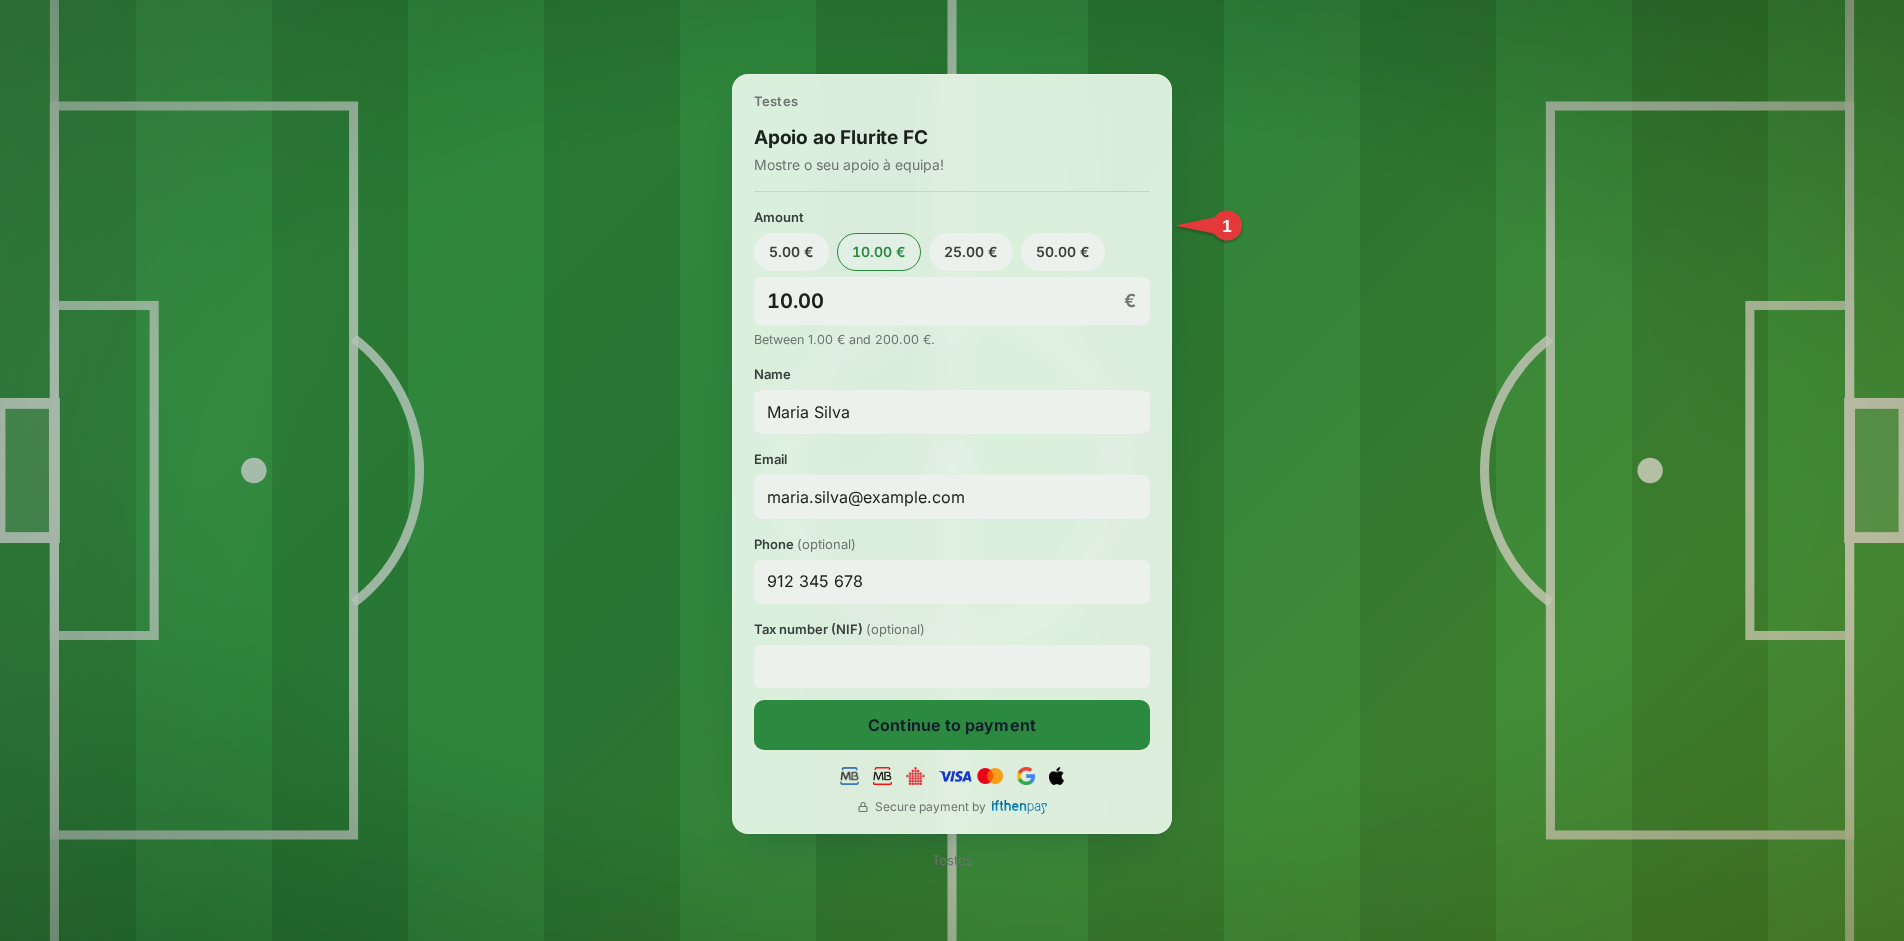 Testes
Apoio ao Flurite FC
Mostre o seu apoio à equipa!
Amount
1
5.00 € 10.00 € 25.00 € 50.00 €
10.00 €
Between 1.00 € and 200.00 €.
Name
Maria Silva
Email
maria.silva@example.com
Phone (optional)
912 345 678
Tax number (NIF) (optional)
Continue to payment
MB MB VISA G
Secure payment by ifthenpay
Testes